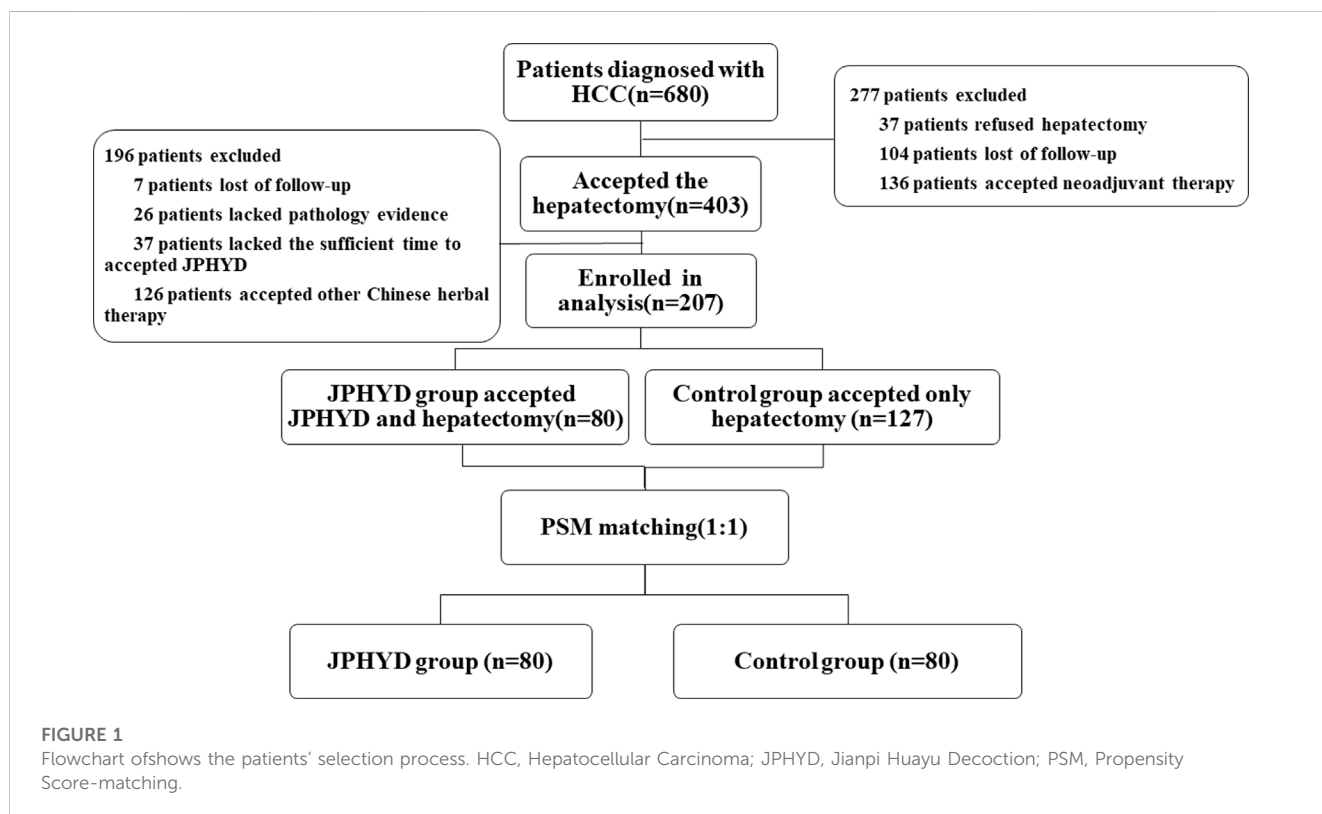 Patients diagnosed with
HCC(n=680)
277 patients excluded
37 patients refused hepatectomy
104 patients lost of follow-up
136 patients accepted neoadjuvant therapy
196 patients excluded
7 patients lost of follow-up
26 patients lacked pathology evidence
37 patients lacked the sufficient time to
accepted JPHYD
126 patients accepted other Chinese herbal
therapy
Accepted the
hepatectomy(n=403)
Enrolled in
analysis(n=207)
JPHYD group accepted
JPHYD and hepatectomy(n=80)
Control group accepted only
hepatectomy (n=127)
PSM matching(1:1)
JPHYD group (n=80)
Control group (n=80)
FIGURE 1
Flowchart ofshows the patients’ selection process. HCC, Hepatocellular Carcinoma; JPHYD, Jianpi Huayu Decoction; PSM, Propensity
Score-matching.